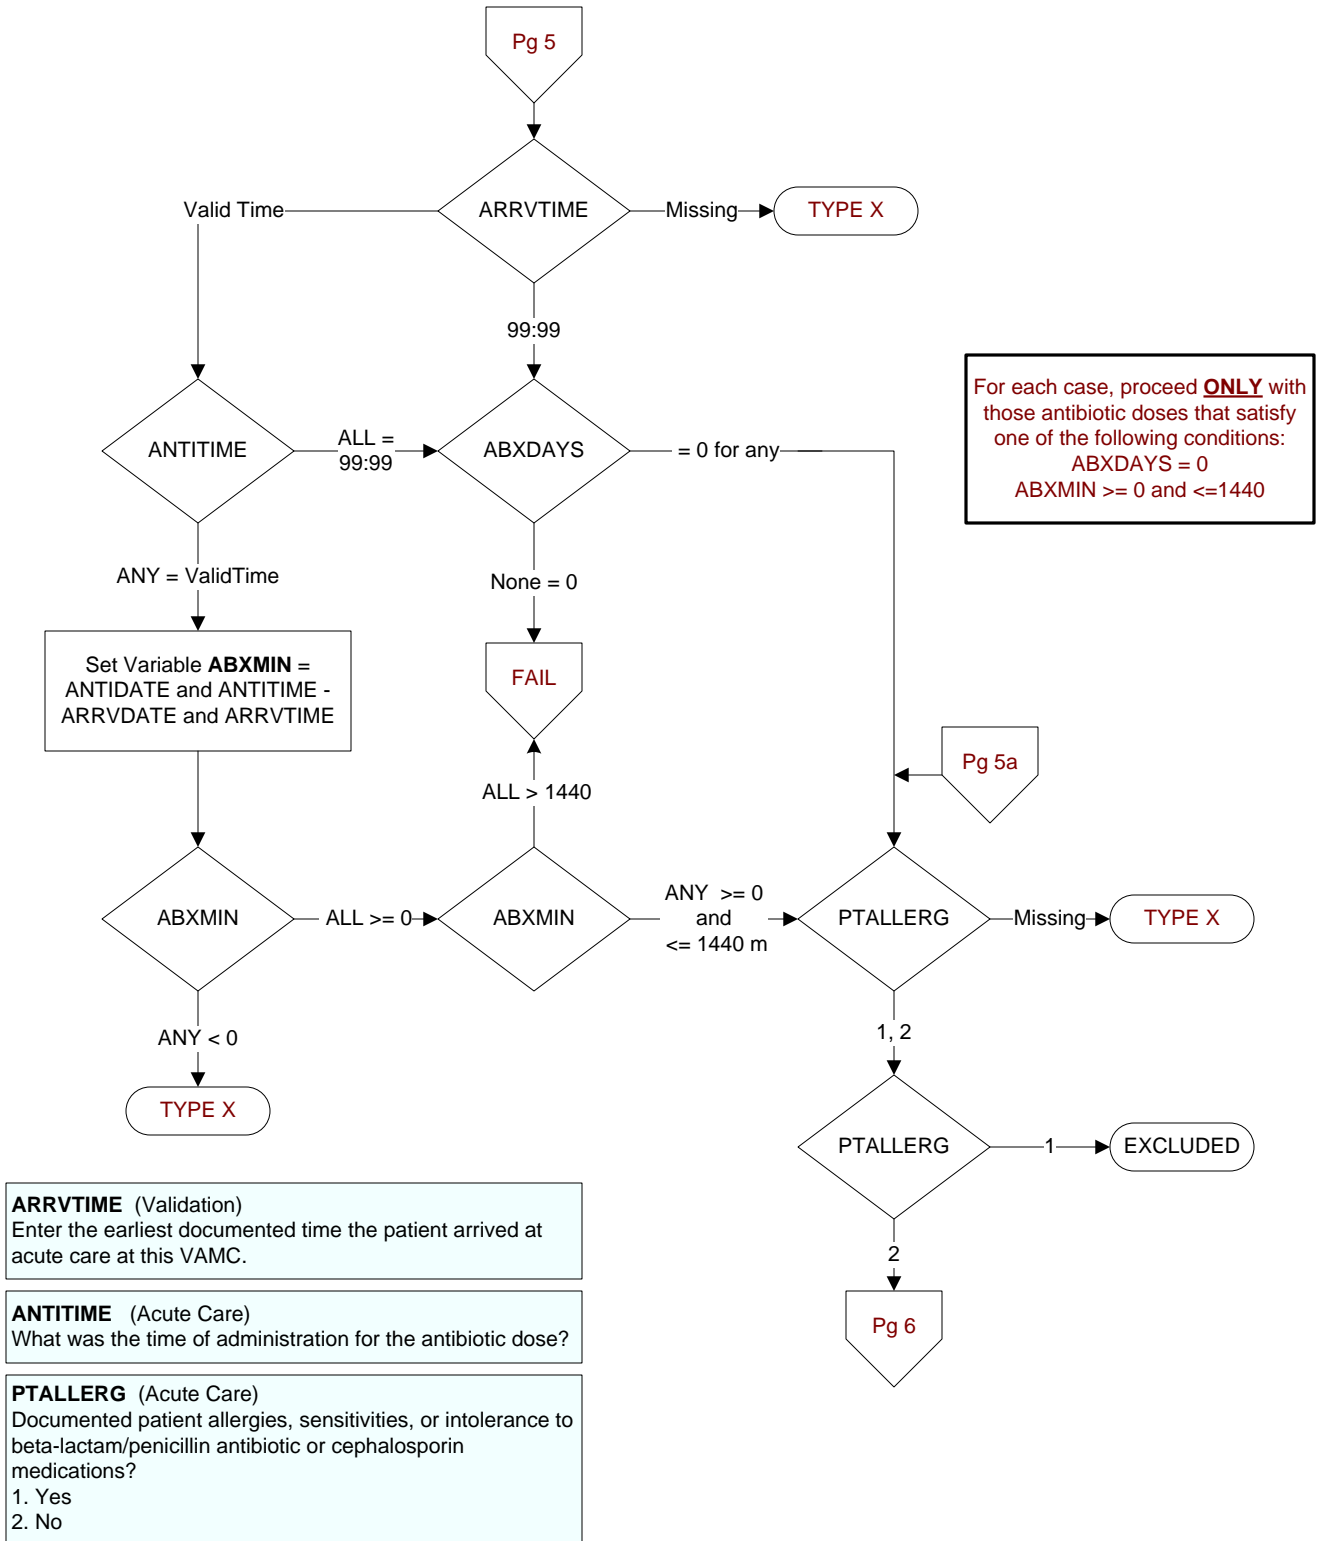 Pg 5
Valid Time
ARRVTIME
Missing
TYPE X
99:99
For each case, proceed ONLY with
those antibiotic doses that satisfy
one of the following conditions:
ABXDAYS = 0
ABXMIN >= 0 and <=1440
ANTITIME
ALL =
99:99
ABXDAYS
= 0 for any
ANY = ValidTime
None = 0
Set Variable ABXMIN =
ANTIDATE and ANTITIME -
ARRVDATE and ARRVTIME
FAIL
Pg 5a
ALL > 1440
ABXMIN
ALL >= 0
ABXMIN
ANY >= 0
and
<= 1440 m
PTALLERG
Missing
TYPE X
ANY < 0
1, 2
TYPE X
PTALLERG
1
EXCLUDED
2
Pg 6
ARRVTIME (Validation)
Enter the earliest documented time the patient arrived at
acute care at this VAMC.
ANTITIME (Acute Care)
What was the time of administration for the antibiotic dose?
PTALLERG (Acute Care)
Documented patient allergies, sensitivities, or intolerance to
beta-lactam/penicillin antibiotic or cephalosporin
medications?
1. Yes
2. No